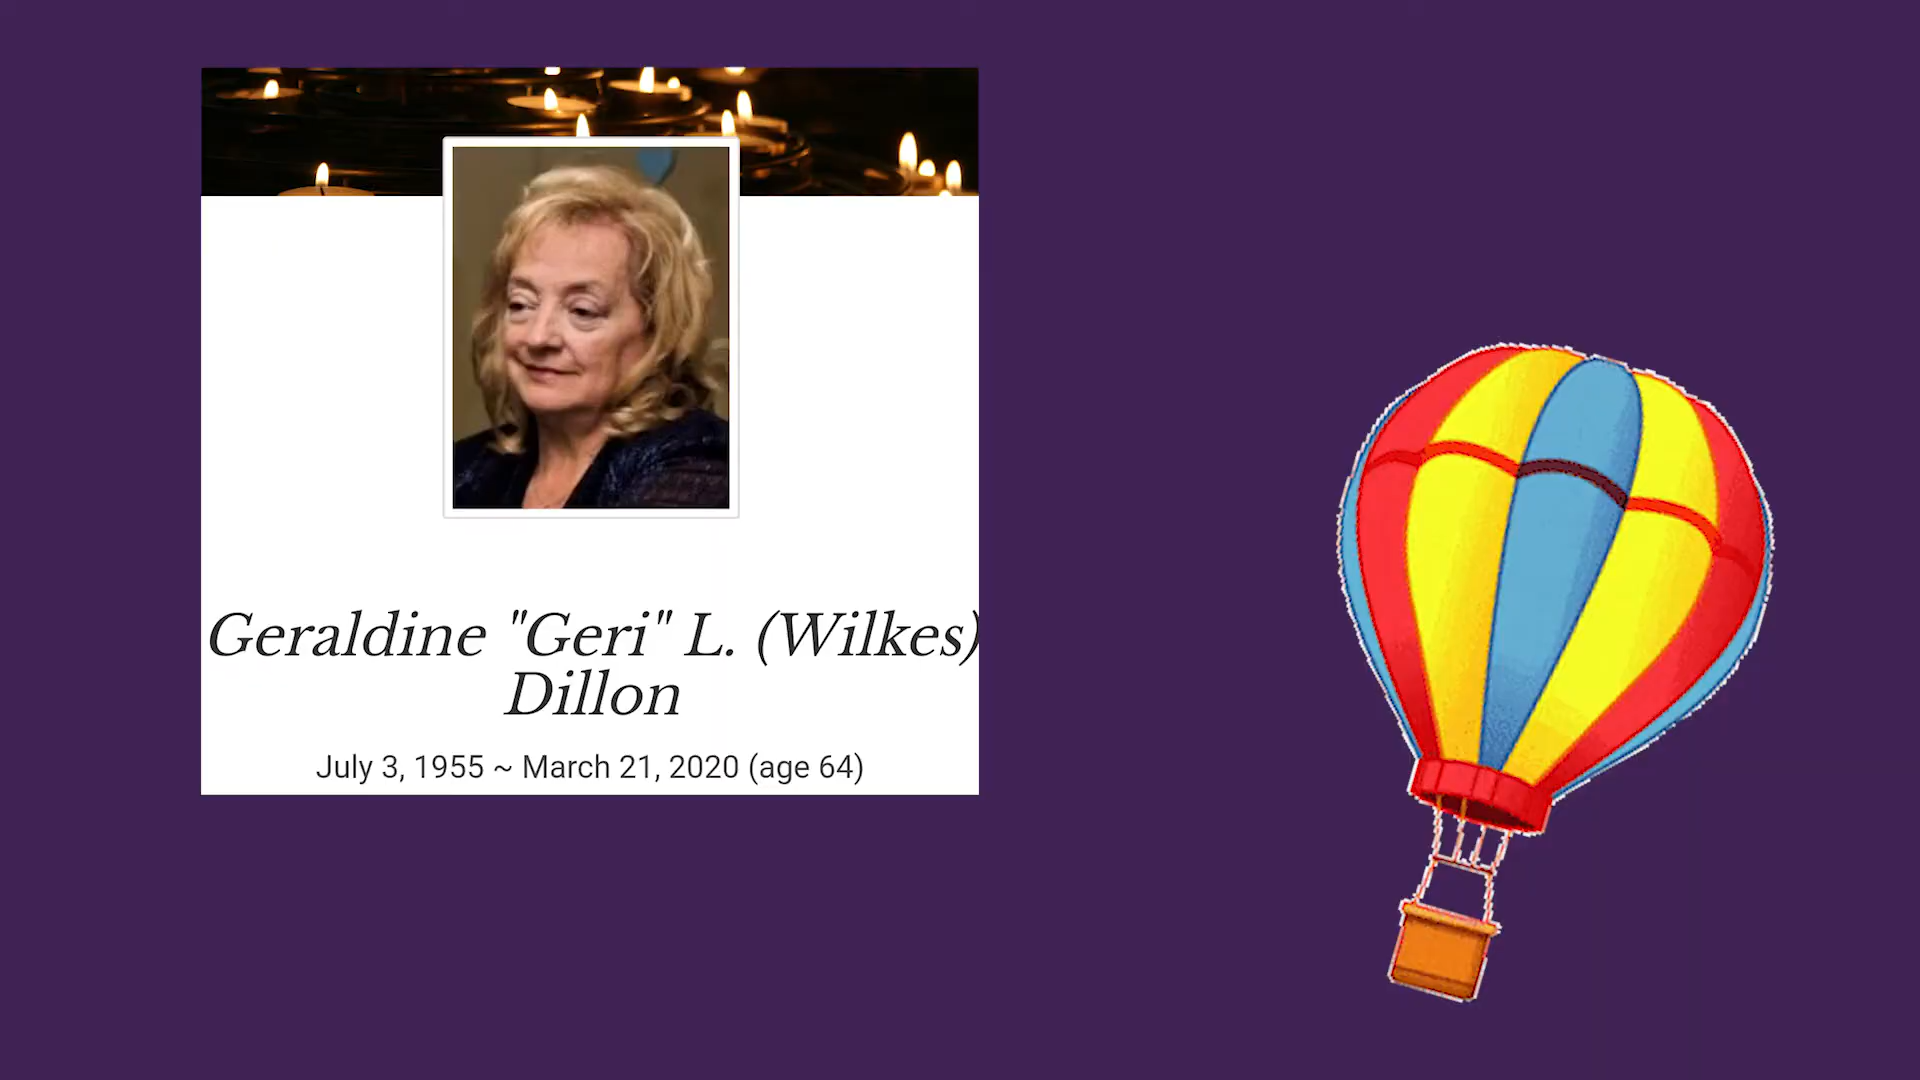 Geraldine "Geri" L. (Wilkes)
Dillon
July 3, 1955 ~ March 21, 2020 (age 64)